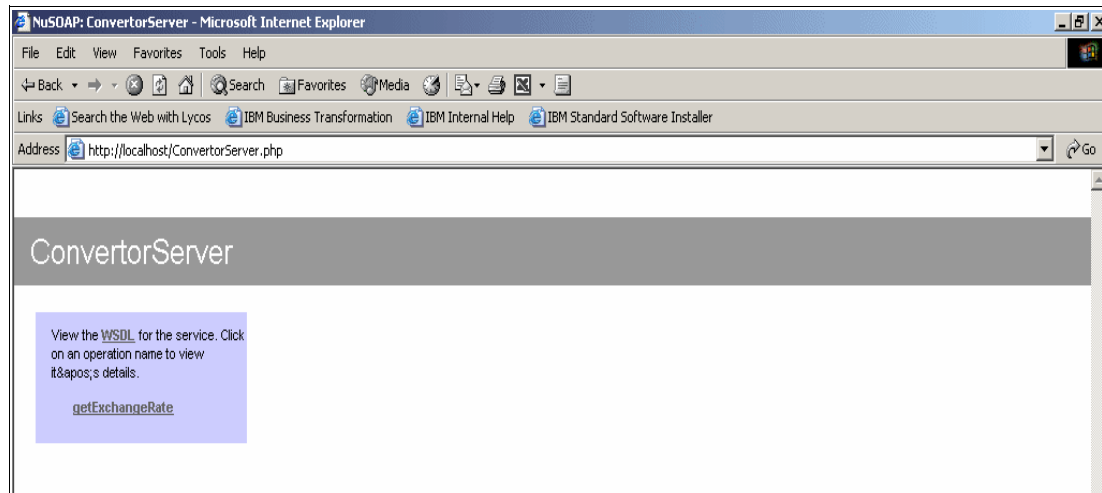 NuSOAP: ConvertorServer - Microsoft Internet Explorer
File Edit View Favorites Tools Help
Back Search Favorites Media
Links Search the Web with Lycos IBM Business Transformation IBM Internal Help IBM Standard Software Installer
Address http://localhost/ConvertorServer.php Go
ConvertorServer
View the WSDL for the service. Click
on an operation name to view
it&apos;s details.
getExchangeRate